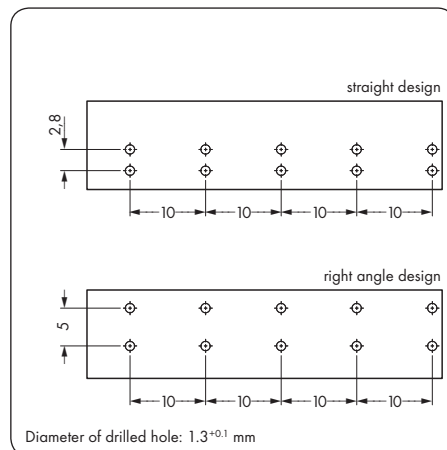 straight design
2,8
10 10 10 10
right angle design
5
10 10 10 10
Diameter of drilled hole: 1.3+0.1 mm